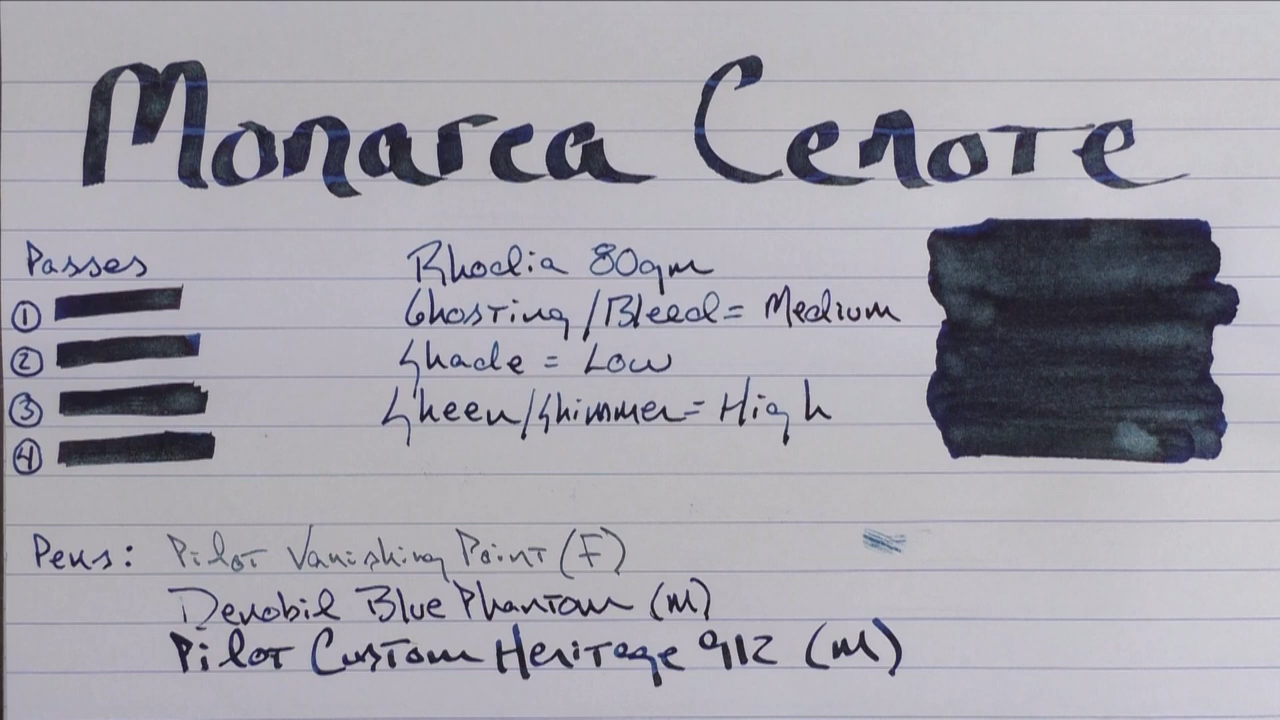 Monarca Cenote
Passes
1
2
3
4
Rhodia 80gm
Ghosting/Bleed = Medium
Shade = Low
Sheen/Shimmer = High
Pens: Pilot Vanishing Point (F)
Denobil Blue Phantom (M)
Pilot Custom Heritage 912 (M)